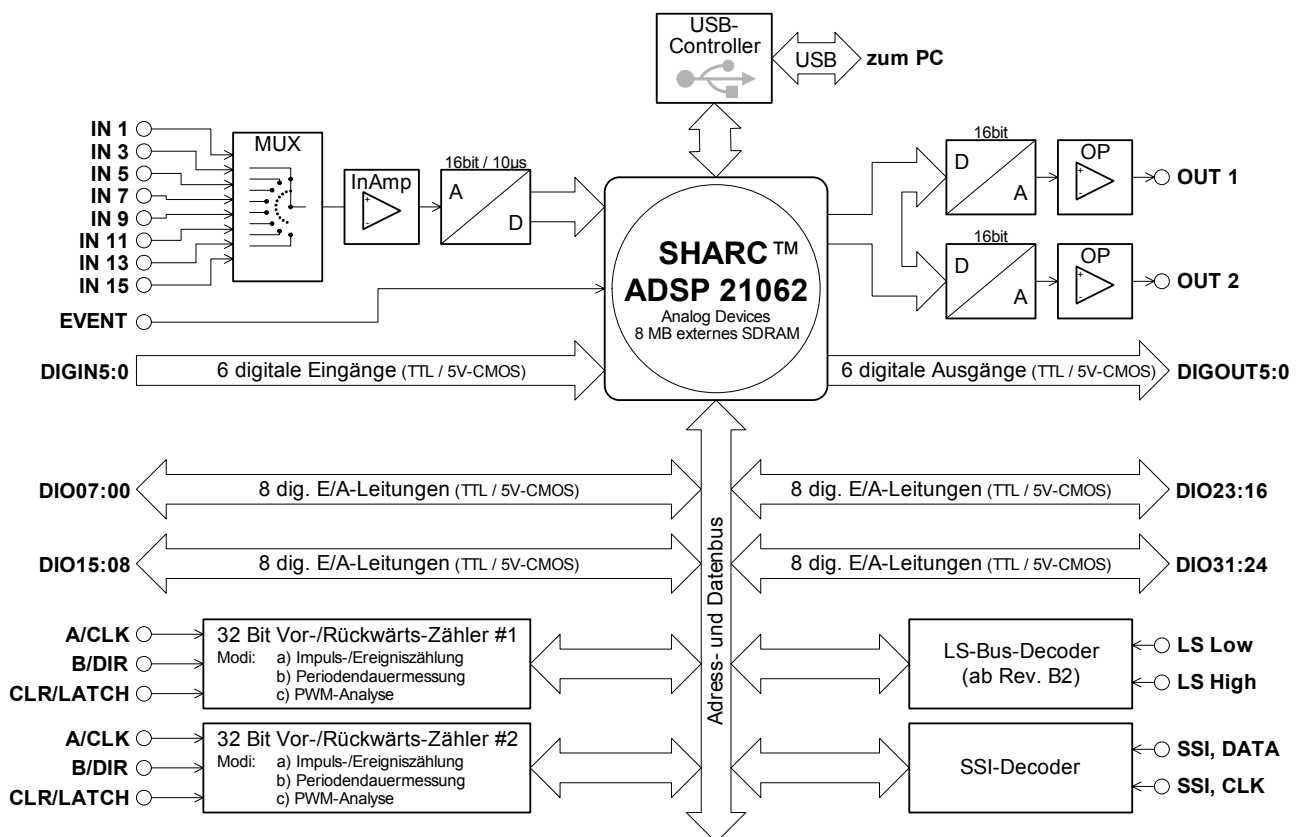 USB-
Controller
USB
zum PC
IN 1
IN 3
IN 5
IN 7
IN 9
IN 11
IN 13
IN 15
MUX
InAmp
16bit / 10µs
A
D
EVENT
SHARC™
ADSP 21062
Analog Devices
8 MB externes SDRAM
16bit
D
A
OP
+
-
OUT 1
16bit
D
A
OP
+
-
OUT 2
DIGIN5:0
6 digitale Eingänge (TTL / 5V-CMOS)
6 digitale Ausgänge (TTL / 5V-CMOS)
DIGOUT5:0
DIO07:00
8 dig. E/A-Leitungen (TTL / 5V-CMOS)
8 dig. E/A-Leitungen (TTL / 5V-CMOS)
DIO23:16
DIO15:08
8 dig. E/A-Leitungen (TTL / 5V-CMOS)
8 dig. E/A-Leitungen (TTL / 5V-CMOS)
DIO31:24
Adress- und Datenbus
A/CLK
B/DIR
CLR/LATCH
32 Bit Vor-/Rückwärts-Zähler #1
Modi: a) Impuls-/Ereigniszählung
b) Periodendauermessung
c) PWM-Analyse
LS-Bus-Decoder
(ab Rev. B2)
LS Low
LS High
A/CLK
B/DIR
CLR/LATCH
32 Bit Vor-/Rückwärts-Zähler #2
Modi: a) Impuls-/Ereigniszählung
b) Periodendauermessung
c) PWM-Analyse
SSI-Decoder
SSI, DATA
SSI, CLK